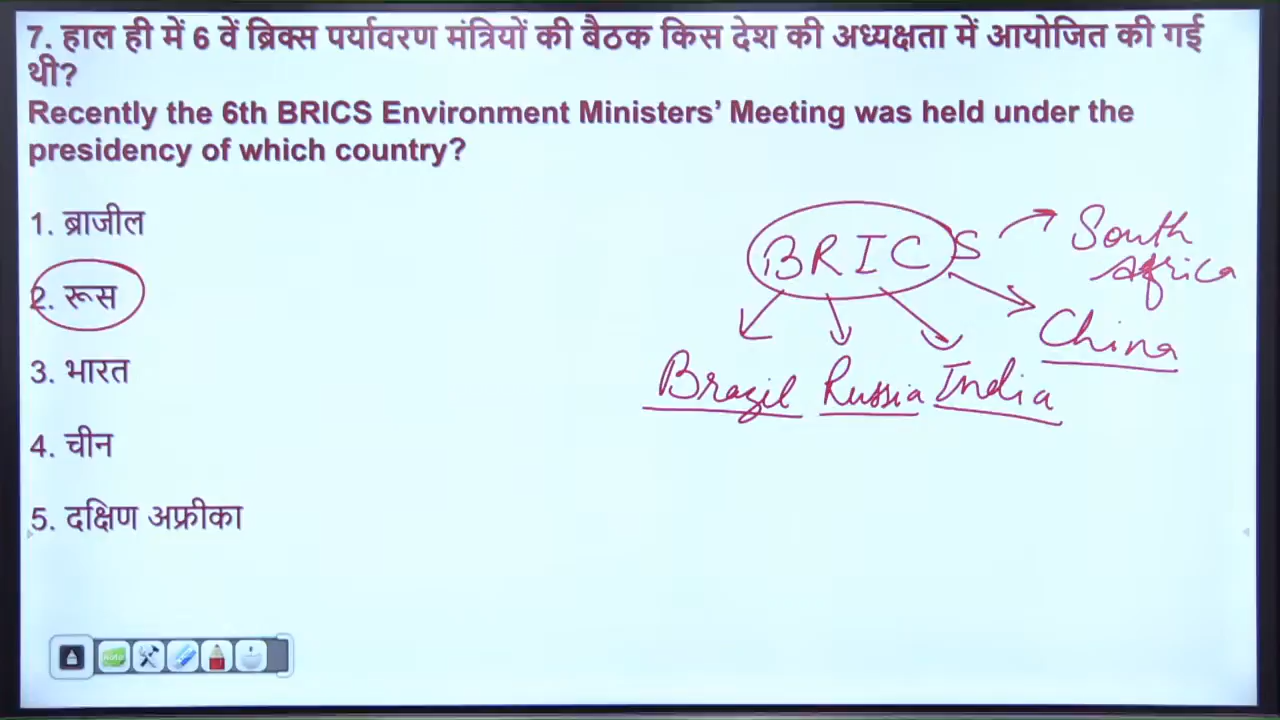 7. हाल ही में 6 वें ब्रिक्स पर्यावरण मंत्रियों की बैठक किस देश की अध्यक्षता में आयोजित की गई
थी?
Recently the 6th BRICS Environment Ministers’ Meeting was held under the
presidency of which country?
1. ब्राजील
2. रूस
3. भारत
4. चीन
5. दक्षिण अफ्रीका
BRICS
South
Africa
China
Brazil Russia India
Auto